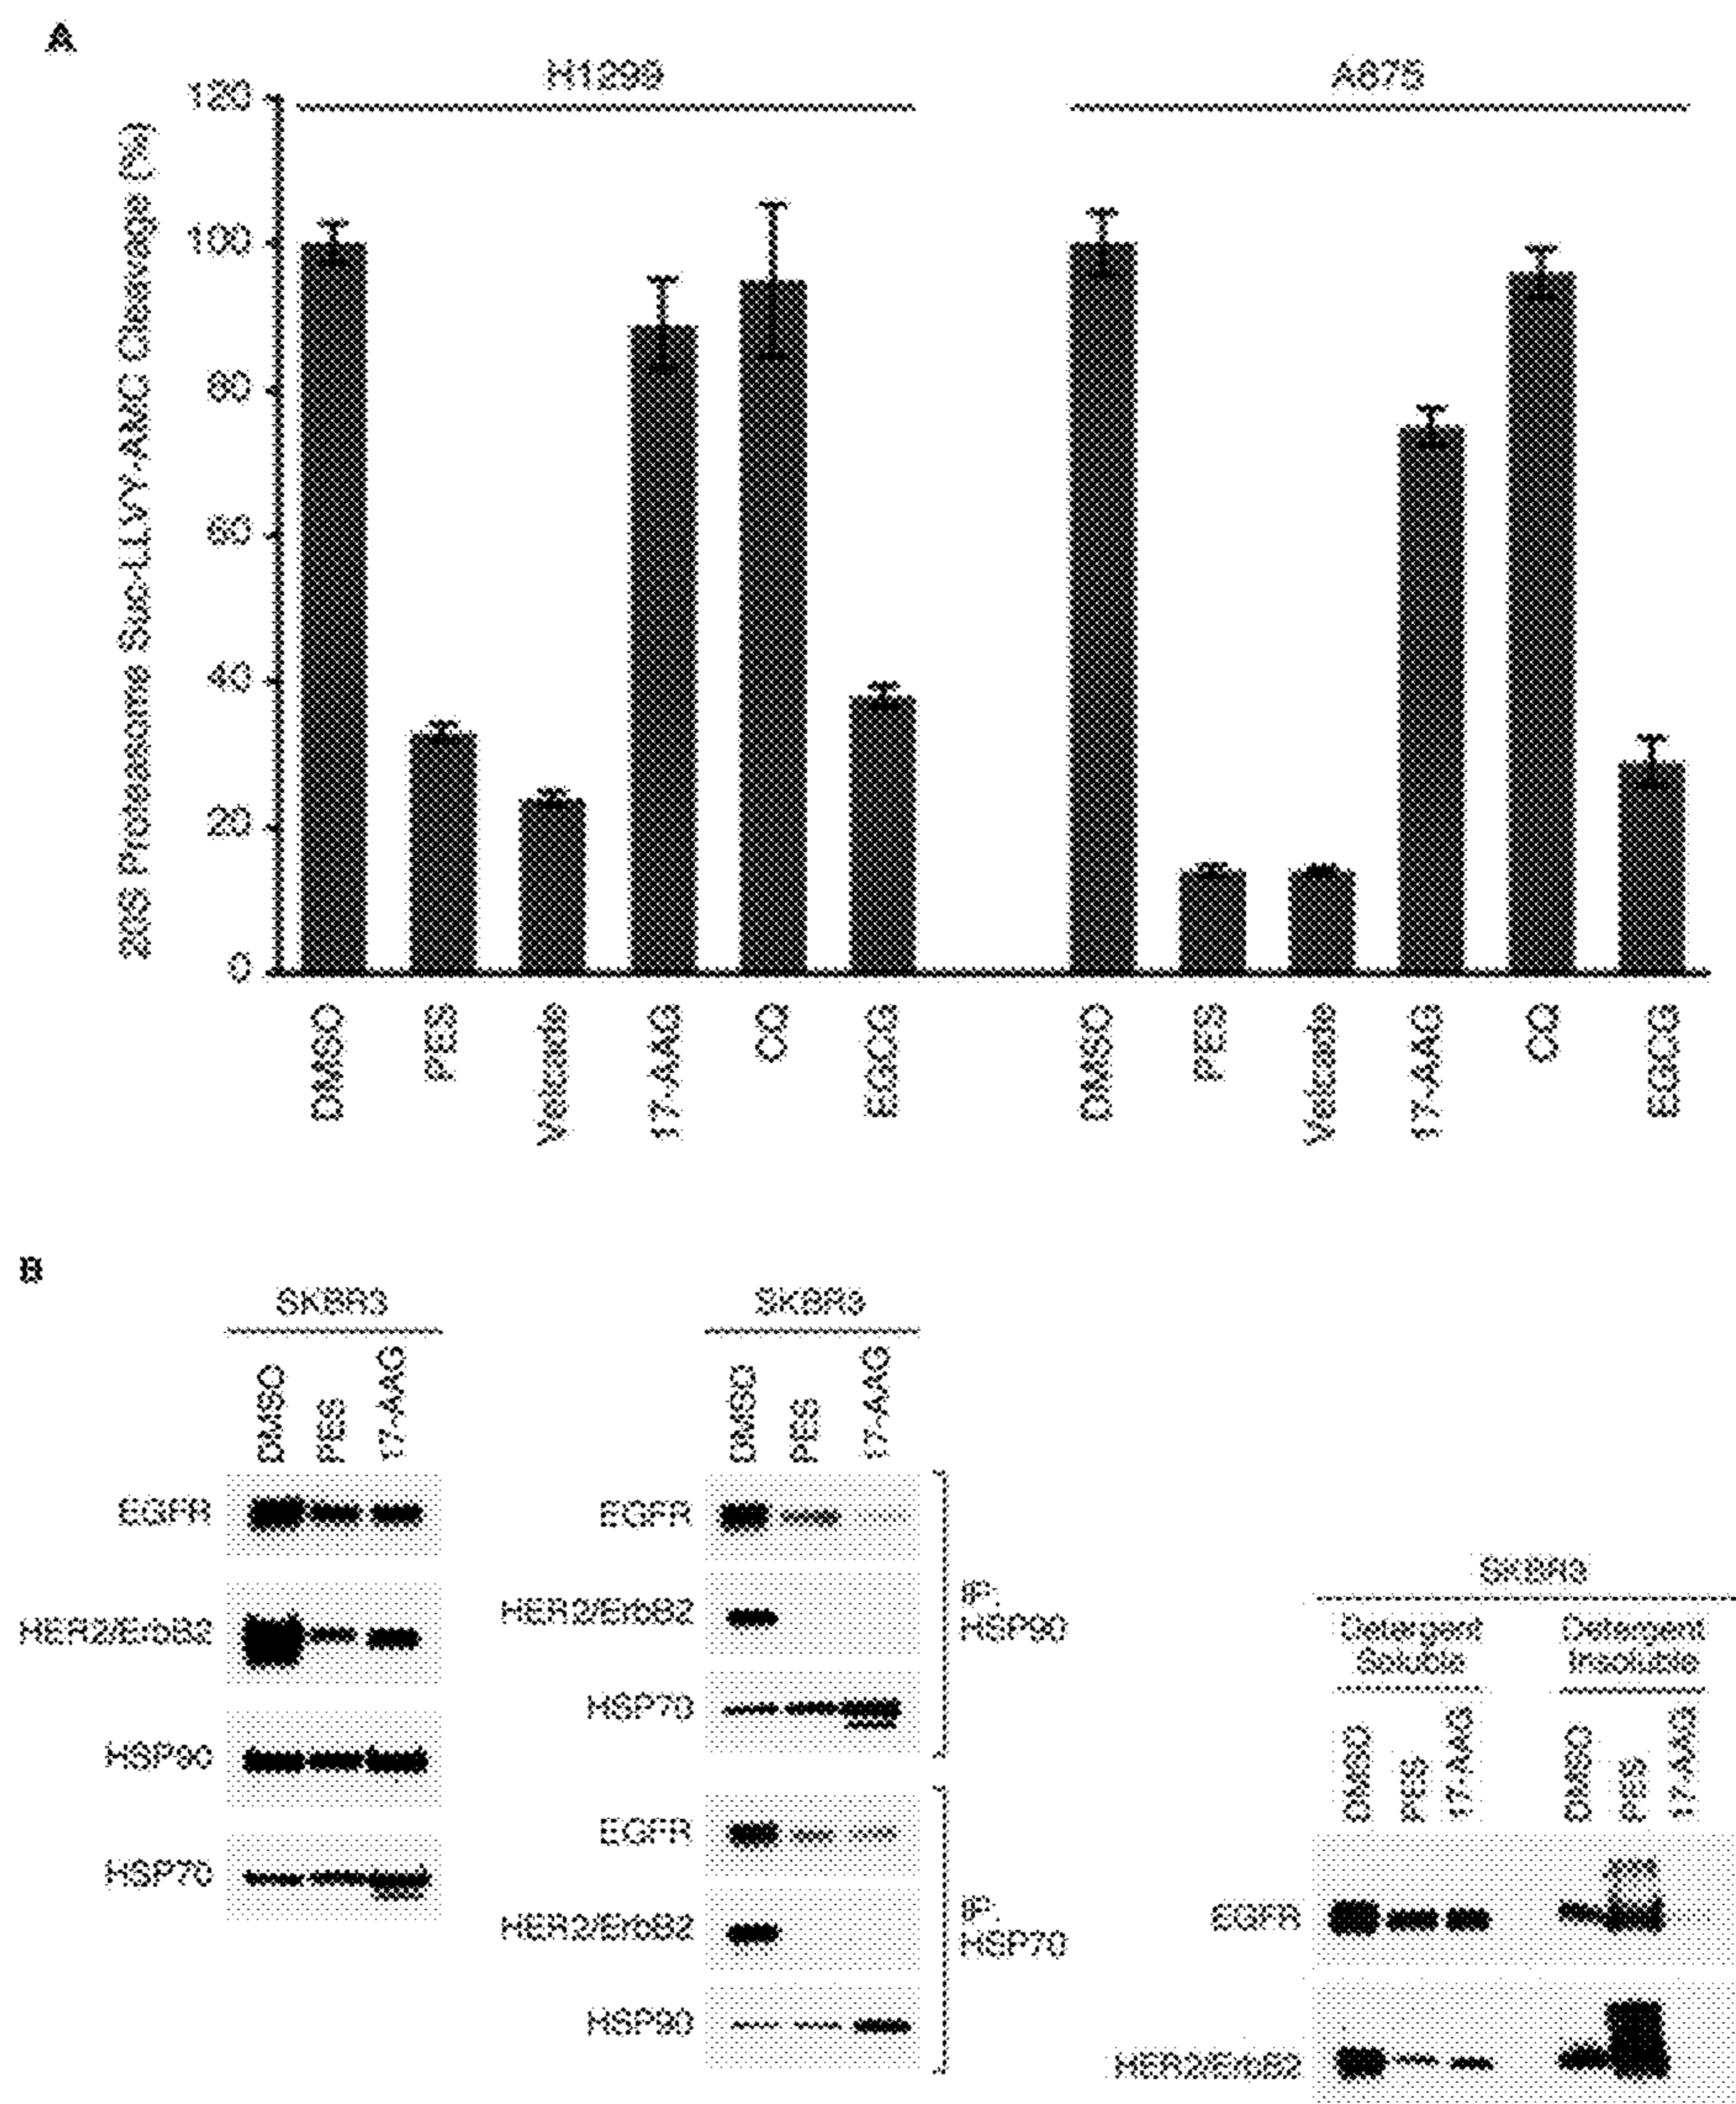 A
H1299 A875
26S Proteasome Suc-LLVY-AMC Cleavage (%)
120
100
80
60
40
20
0
DMSO PES Velcade 17-AAG CQ EGCG DMSO PES Velcade 17-AAG CQ EGCG
B
SKBR3
DMSO PES 17-AAG
EGFR
HER2/ErbB2
HSP90
HSP70
SKBR3
DMSO PES 17-AAG
EGFR
HER2/ErbB2
HSP70
IP:
HSP90
EGFR
HER2/ErbB2
HSP90
IP:
HSP70
SKBR3
Detergent
Soluble
Detergent
Insoluble
DMSO PES 17-AAG DMSO PES 17-AAG
EGFR
HER2/ErbB2